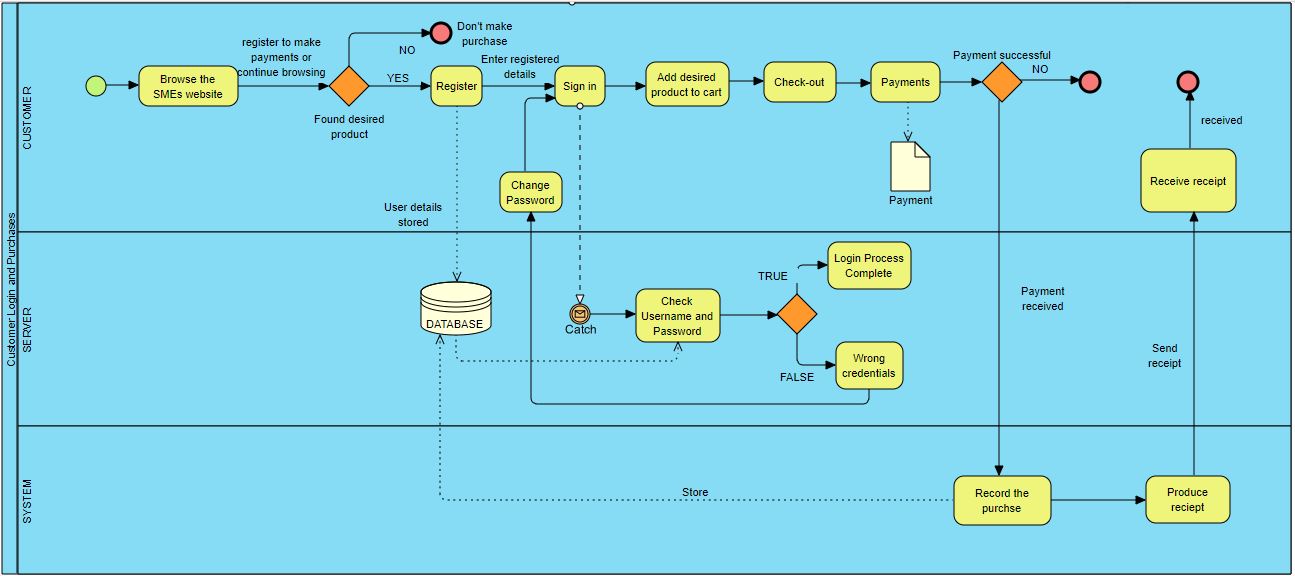 Customer Login and Purchases
CUSTOMER
Browse the
SMEs website
register to make
payments or
continue browsing
Found desired
product
NO
Don't make
purchase
YES
Register
Enter registered
details
Sign in
Add desired
product to cart
Check-out
Payments
Payment
Payment successful
NO
received
Receive receipt
Change
Password
User details
stored
SERVER
DATABASE
Catch
Check
Username and
Password
TRUE
Login Process
Complete
FALSE
Wrong
credentials
Payment
received
Send
receipt
SYSTEM
Store
Record the
purchse
Produce
reciept